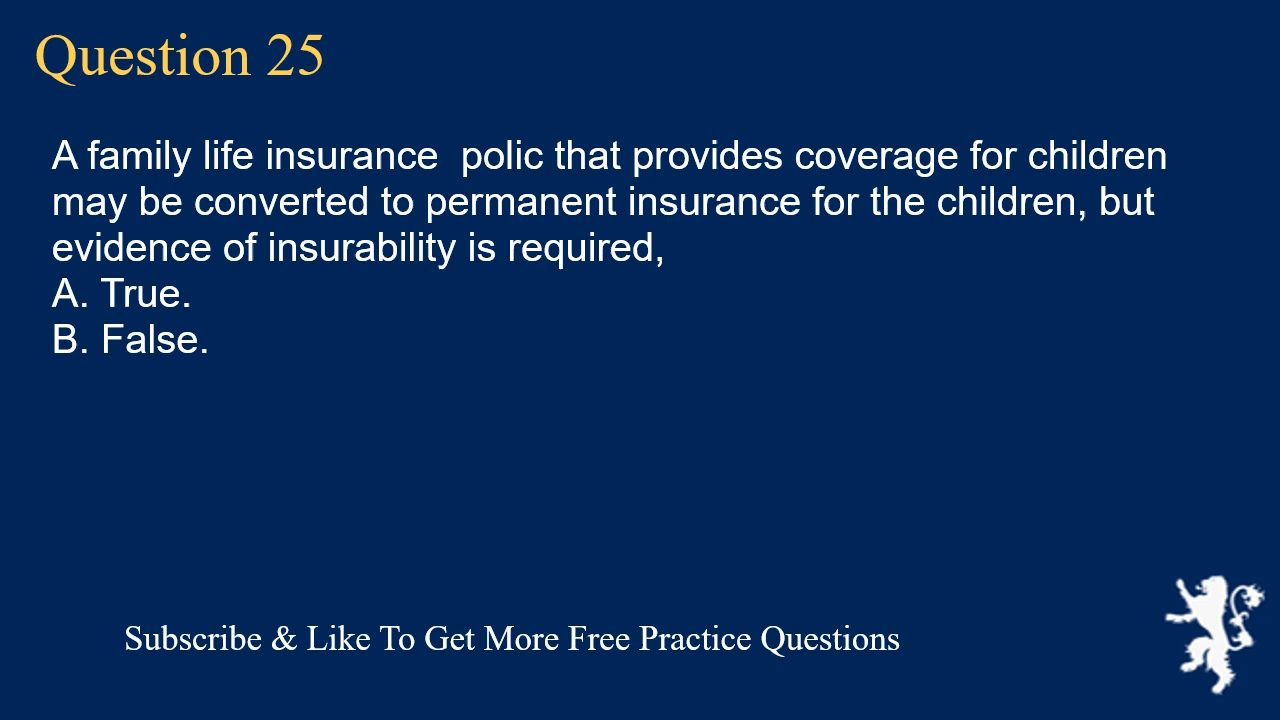 Question 25
A family life insurance  polic that provides coverage for children
may be converted to permanent insurance for the children, but
evidence of insurability is required,
A. True.
B. False.
Subscribe & Like To Get More Free Practice Questions